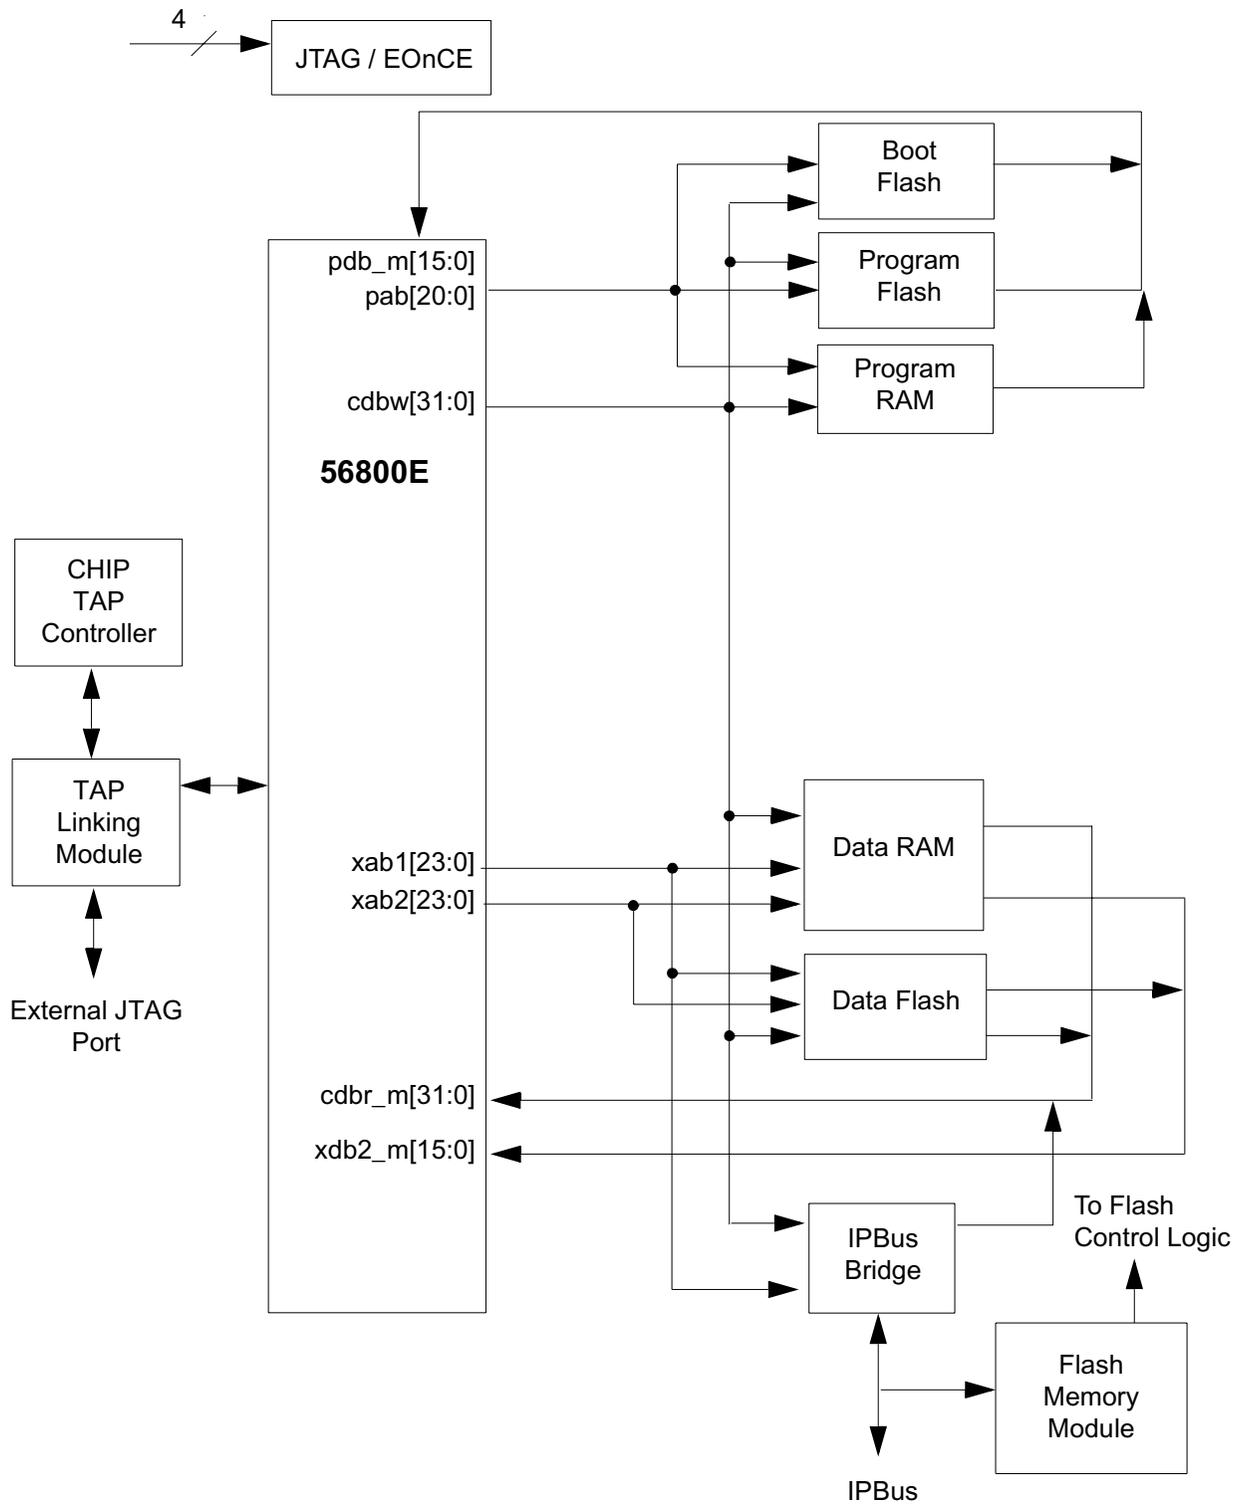 4
JTAG / EOnCE
Boot
Flash
pdb_m[15:0]
pab[20:0]
Program
Flash
cdbw[31:0]
Program
RAM
56800E
CHIP
TAP
Controller
TAP
Linking
Module
External JTAG
Port
xab1[23:0]
xab2[23:0]
Data RAM
Data Flash
cdbr_m[31:0]
xdb2_m[15:0]
IPBus
Bridge
To Flash
Control Logic
Flash
Memory
Module
IPBus